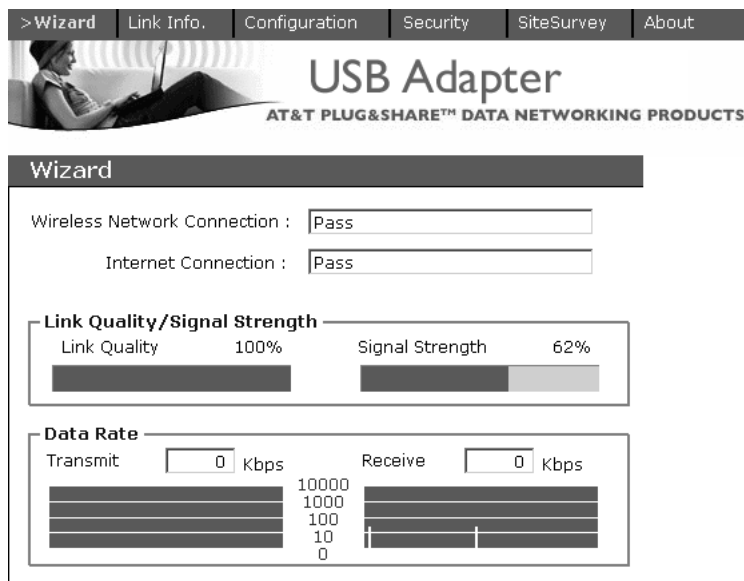 >Wizard Link Info. Configuration Security SiteSurvey About
USB Adapter
AT&T PLUG&SHARE™ DATA NETWORKING PRODUCTS
Wizard
Wireless Network Connection : Pass
Internet Connection : Pass
Link Quality/Signal Strength
Link Quality 100% Signal Strength 62%
Data Rate
Transmit 0 Kbps Receive 0 Kbps
10000
1000
100
10
0